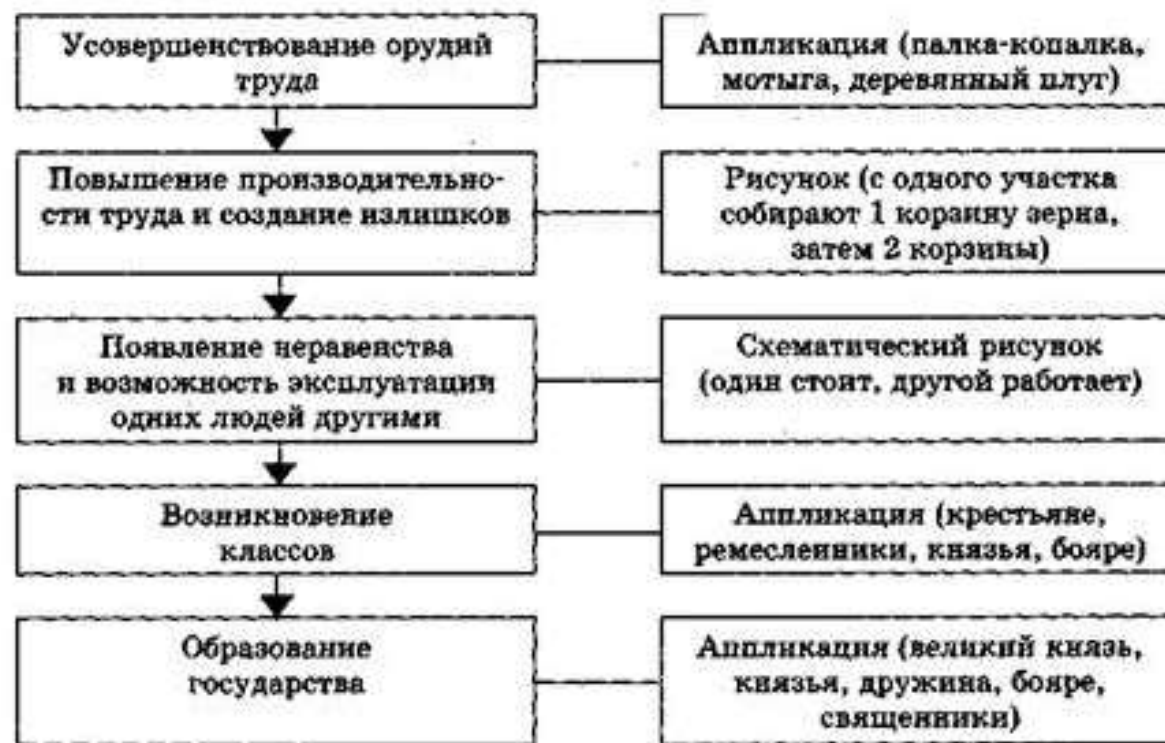 Усовершенствование орудий
труда
Аппликация (палка-копалка,
мотыга, деревянный плуг)
Повышение производительно-
сти труда и создание излишков
Рисунок (с одного участка
собирают 1 корзину зерна,
затем 2 корзины)
Появление неравенства
и возможность эксплуатации
одних людей другими
Схематический рисунок
(один стоит, другой работает)
Возникновение
классов
Аппликация (крестьяне,
ремесленники, князья, бояре)
Образование
государства
Аппликация (великий князь,
князья, дружина, бояре,
священники)